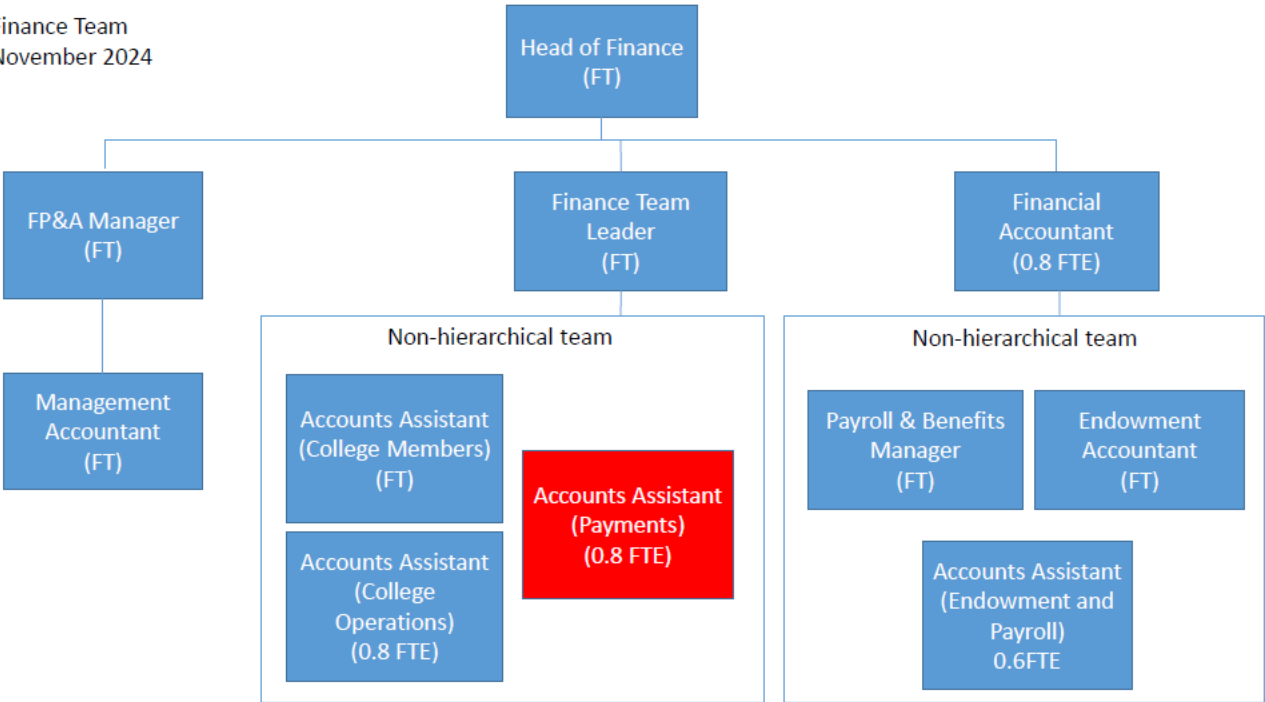 Finance Team
November 2024
Head of Finance
(FT)
FP&A Manager
(FT)
Finance Team
Leader
(FT)
Financial
Accountant
(0.8 FTE)
Management
Accountant
(FT)
Non-hierarchical team
Accounts Assistant
(College Members)
(FT)
Accounts Assistant
(Payments)
(0.8 FTE)
Accounts Assistant
(College
Operations)
(0.8 FTE)
Non-hierarchical team
Payroll & Benefits
Manager
(FT)
Endowment
Accountant
(FT)
Accounts Assistant
(Endowment and
Payroll)
0.6FTE